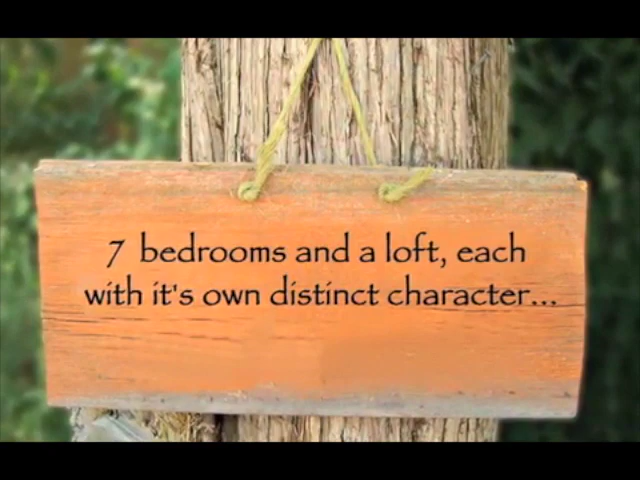 7 bedrooms and a loft, each
with it's own distinct character...